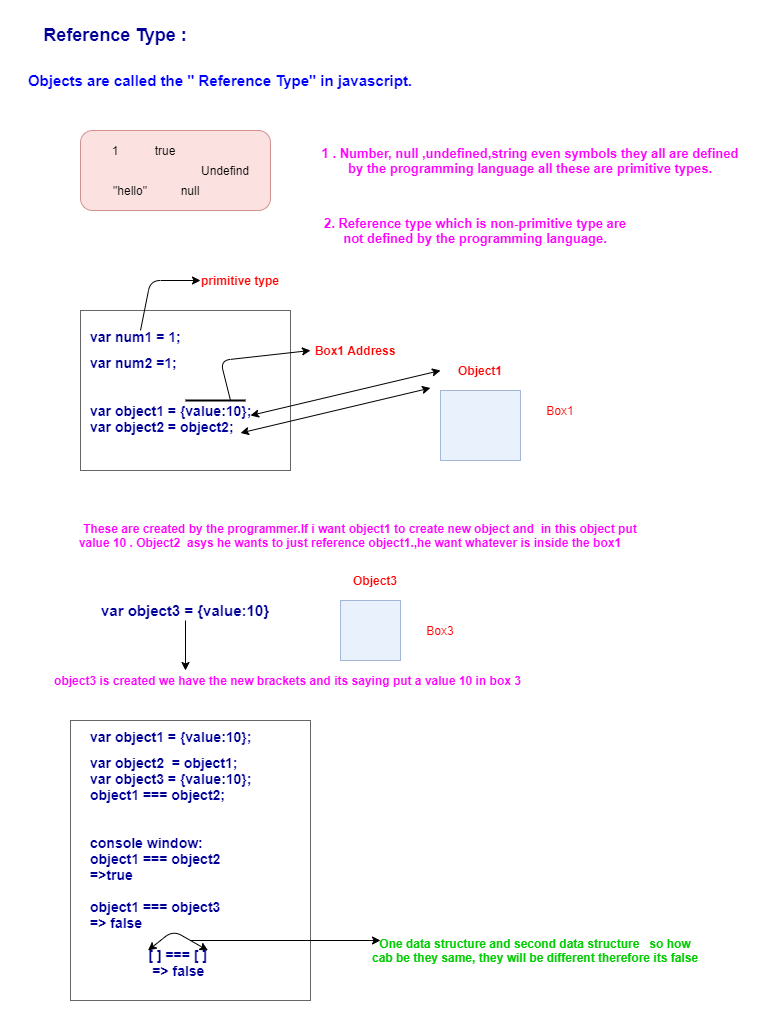 Reference Type :
Objects are called the " Reference Type" in javascript.
1 true
Undefind
"hello" null
1 . Number, null ,undefined,string even symbols they all are defined
by the programming language all these are primitive types.
2. Reference type which is non-primitive type are
not defined by the programming language.
primitive type
var num1 = 1;
var num2 =1;
Box1 Address
Object1
Box1
var object1 = {value:10};
var object2 = object2;
These are created by the programmer.If i want object1 to create new object and in this object put
value 10 . Object2 asys he wants to just reference object1.,he want whatever is inside the box1
Object3
var object3 = {value:10}
Box3
object3 is created we have the new brackets and its saying put a value 10 in box 3
var object1 = {value:10};
var object2 = object1;
var object3 = {value:10};
object1 === object2;
console window:
object1 === object2
=>true
object1 === object3
=> false
[ ] === [ ]
=> false
One data structure and second data structure so how
cab be they same, they will be different therefore its false